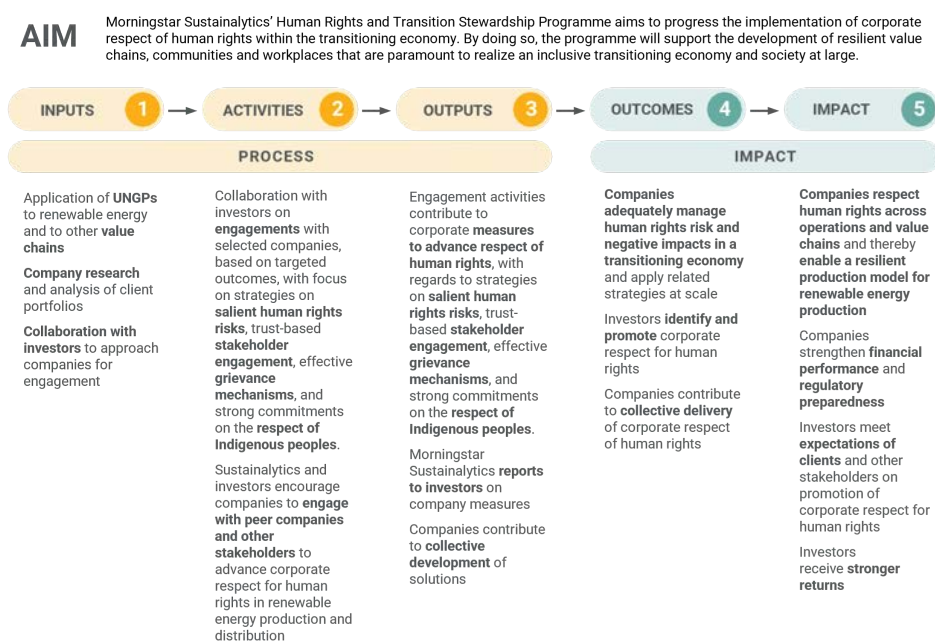 AIM
Morningstar Sustainalytics’ Human Rights and Transition Stewardship Programme aims to progress the implementation of corporate
respect of human rights within the transitioning economy. By doing so, the programme will support the development of resilient value
chains, communities and workplaces that are paramount to realize an inclusive transitioning economy and society at large.
INPUTS 1
ACTIVITIES 2
OUTPUTS 3
OUTCOMES 4
IMPACT 5
PROCESS
IMPACT
Application of UNGPs
to renewable energy
and to other value
chains
Company research
and analysis of client
portfolios
Collaboration with
investors to approach
companies for
engagement
Collaboration with
investors on
engagements with
selected companies,
based on targeted
outcomes, with focus
on strategies on
salient human rights
risks, trust-based
stakeholder
engagement, effective
grievance
mechanisms, and
strong commitments
on the respect of
Indigenous peoples.
Sustainalytics and
investors encourage
companies to engage
with peer companies
and other
stakeholders to
advance corporate
respect for human
rights in renewable
energy production and
distribution
Engagement activities
contribute to
corporate measures
to advance respect of
human rights, with
regards to strategies
on salient human
rights risks, trust-
based stakeholder
engagement, effective
grievance
mechanisms, and
strong commitments
on the respect of
Indigenous peoples.
Morningstar
Sustainalytics reports
to investors on
company measures
Companies contribute
to collective
development of
solutions
Companies
adequately manage
human rights risk and
negative impacts in a
transitioning economy
and apply related
strategies at scale
Investors identify and
promote corporate
respect for human
rights
Companies contribute
to collective delivery
of corporate respect
of human rights
Companies respect
human rights across
operations and value
chains and thereby
enable a resilient
production model for
renewable energy
production
Companies
strengthen financial
performance and
regulatory
preparedness
Investors meet
expectations of
clients and other
stakeholders on
promotion of
corporate respect for
human rights
Investors
receive stronger
returns